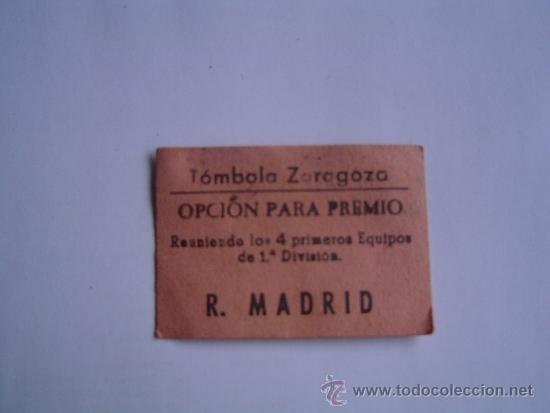 Tómbola Zaragoza
OPCIÓN PARA PREMIO
Reuniendo los 4 primeros Equipos
de 1.ª División.
R. MADRID
www.todocoleccion.net